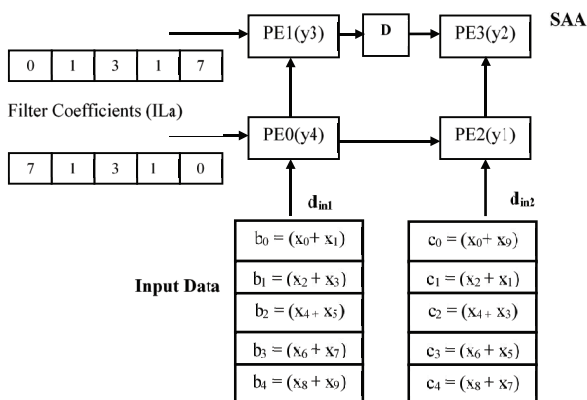 SAA
PE1(y3) D PE3(y2)
0 1 3 1 7
Filter Coefficients (ILa)
PE0(y4) PE2(y1)
7 1 3 1 0
d_in1 d_in2
b₀ = (x₀+ x₁) c₀ = (x₀+ x₉)
Input Data
b₁ = (x₂ + x₃) c₁ = (x₂ + x₁)
b₂ = (x₄ + x₅) c₂ = (x₄ + x₃)
b₃ = (x₆ + x₇) c₃ = (x₆ + x₅)
b₄ = (x₈ + x₉) c₄ = (x₈ + x₇)